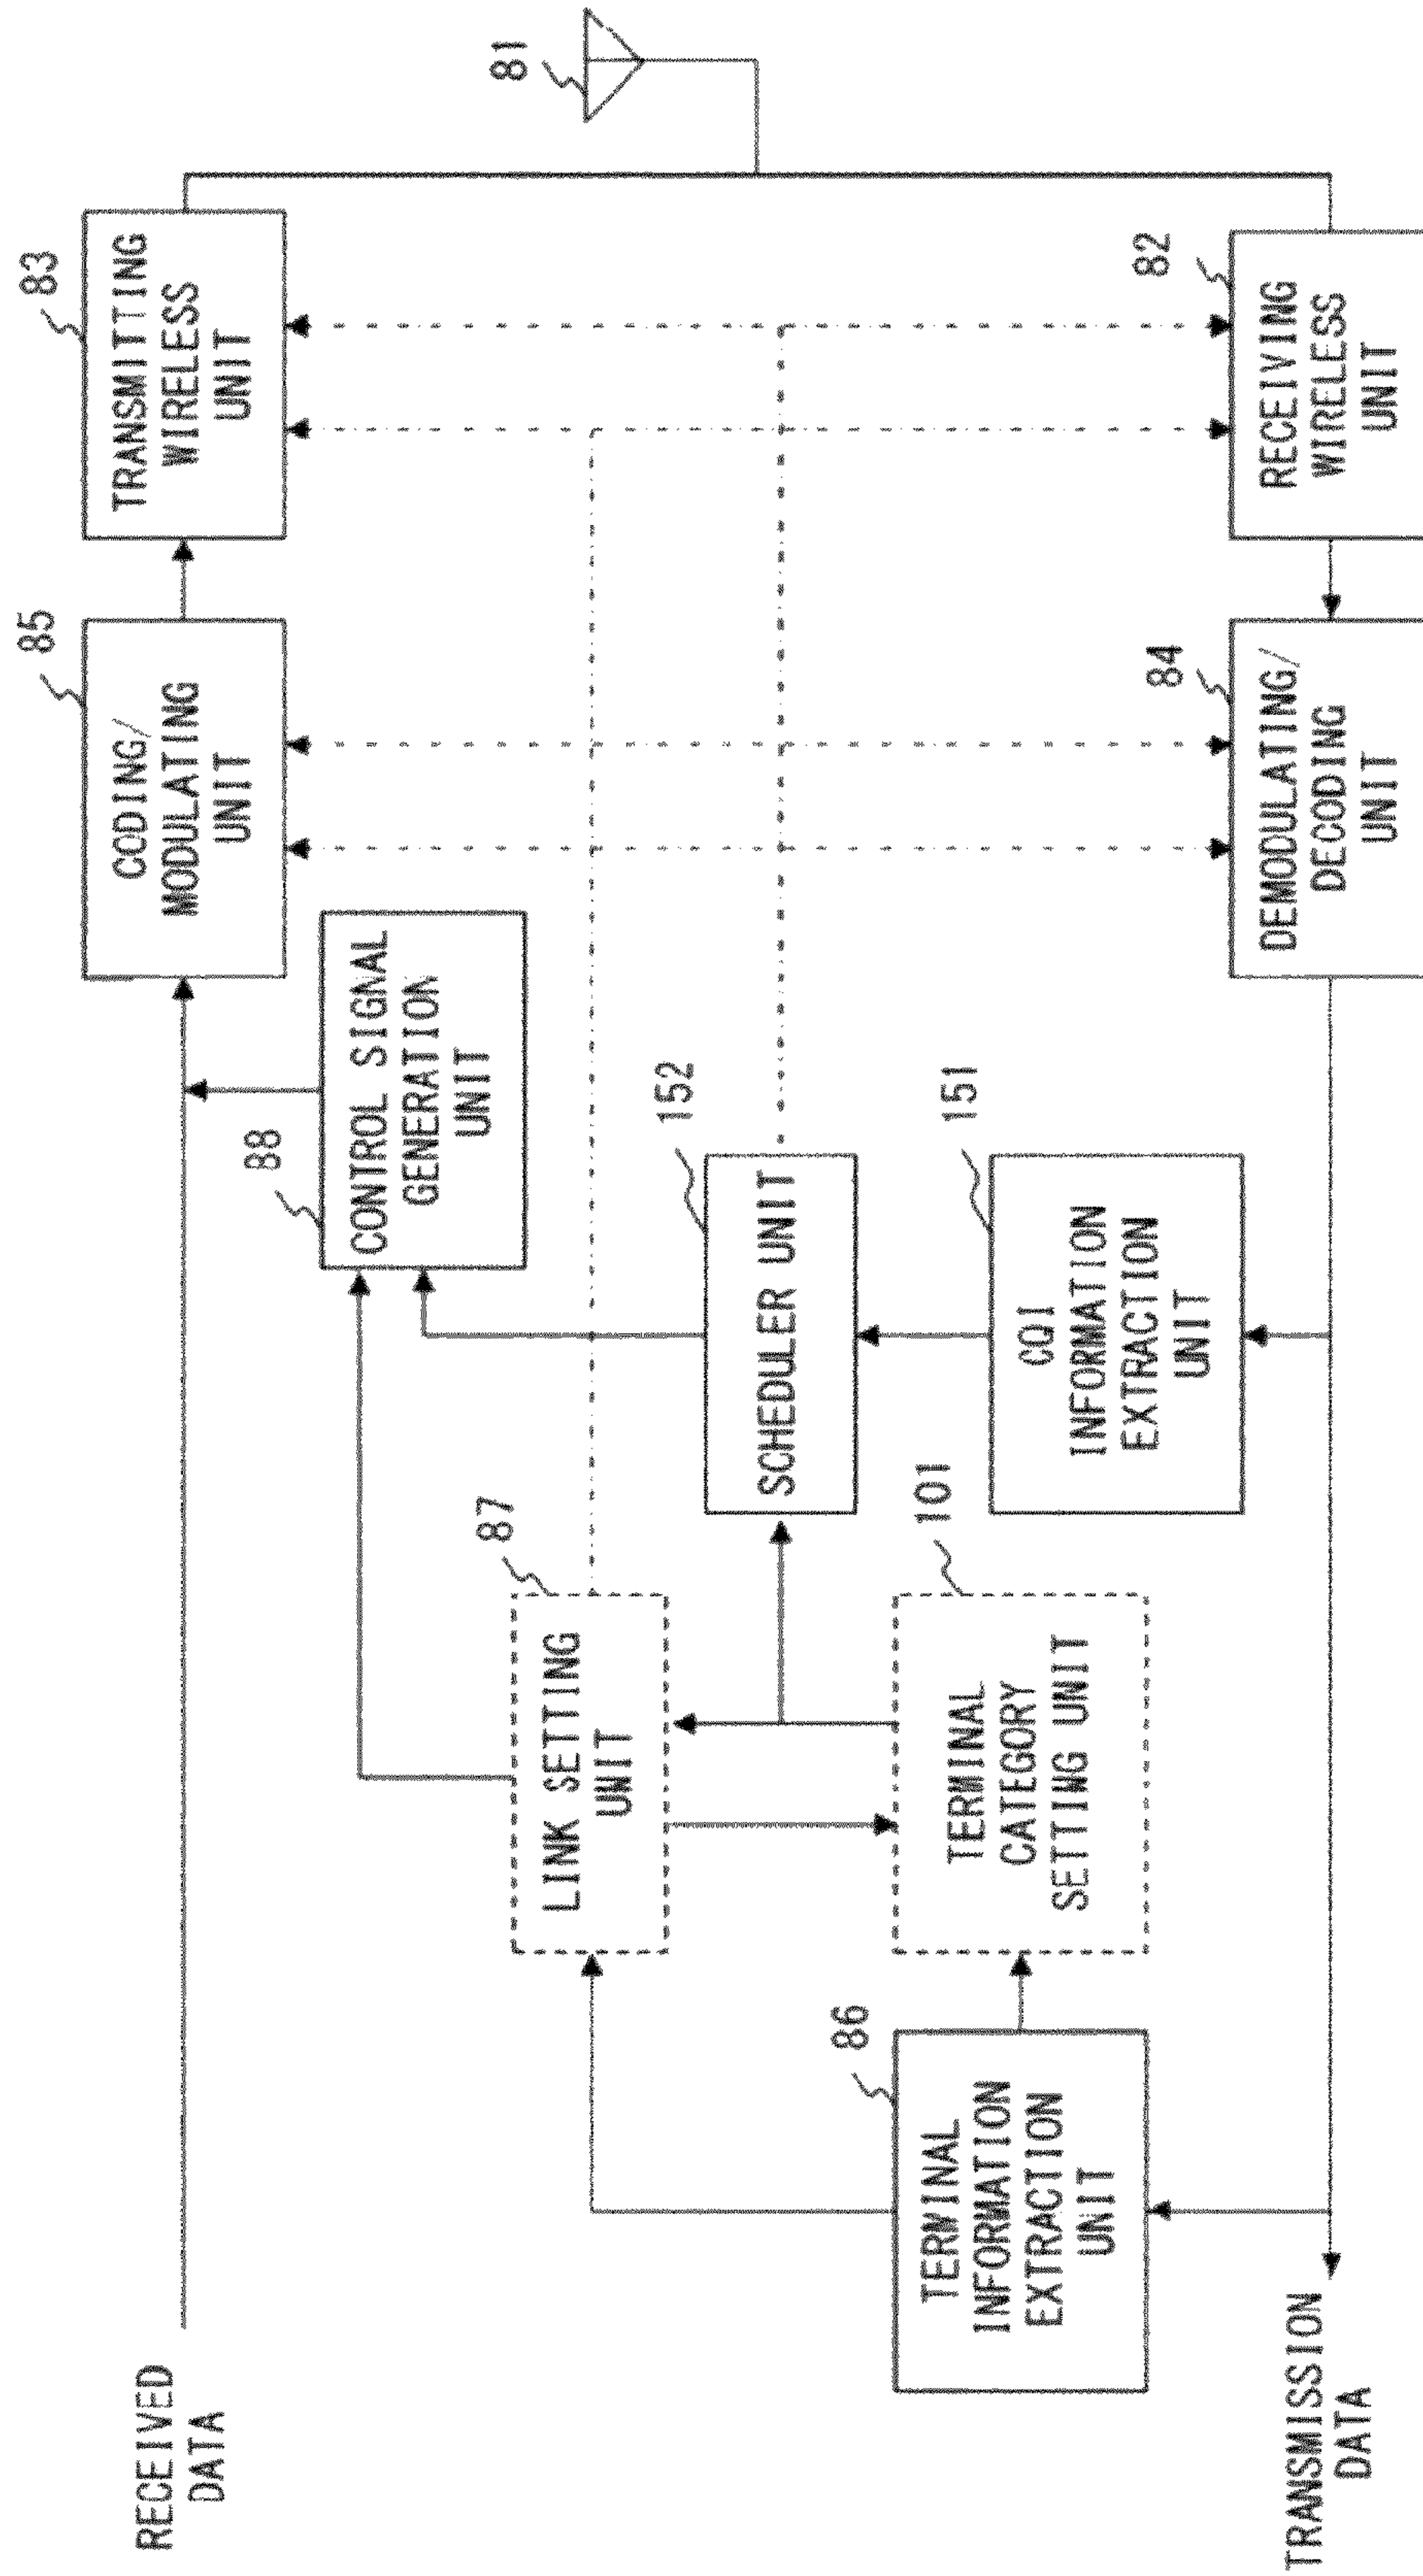 RECEIVED
DATA
TRANSMISSION
DATA
86
TERMINAL
INFORMATION
EXTRACTION
UNIT
87
LINK SETTING
UNIT
101
TERMINAL
CATEGORY
SETTING UNIT
88
CONTROL SIGNAL
GENERATION
UNIT
152
SCHEDULER UNIT
151
CQI
INFORMATION
EXTRACTION
UNIT
85
CODING/
MODULATING
UNIT
84
DEMODULATING/
DECODING
UNIT
83
TRANSMITTING
WIRELESS
UNIT
82
RECEIVING
WIRELESS
UNIT
81